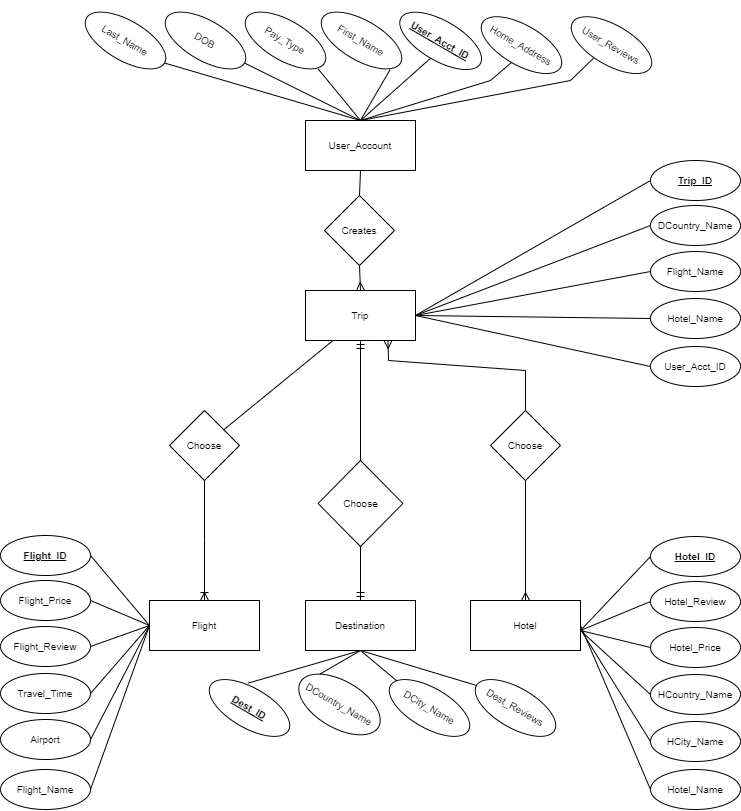 Last_Name
DOB
Pay_Type
First_Name
User_Acct_ID
Home_Address
User_Reviews
User_Account
Trip_ID
Creates
DCountry_Name
Flight_Name
Trip
Hotel_Name
User_Acct_ID
Choose
Choose
Choose
Flight_ID
Hotel_ID
Flight_Price
Hotel_Review
Flight
Destination
Hotel
Flight_Review
Hotel_Price
Travel_Time
Dest_ID
DCountry_Name
DCity_Name
Dest_Reviews
HCountry_Name
Airport
HCity_Name
Flight_Name
Hotel_Name